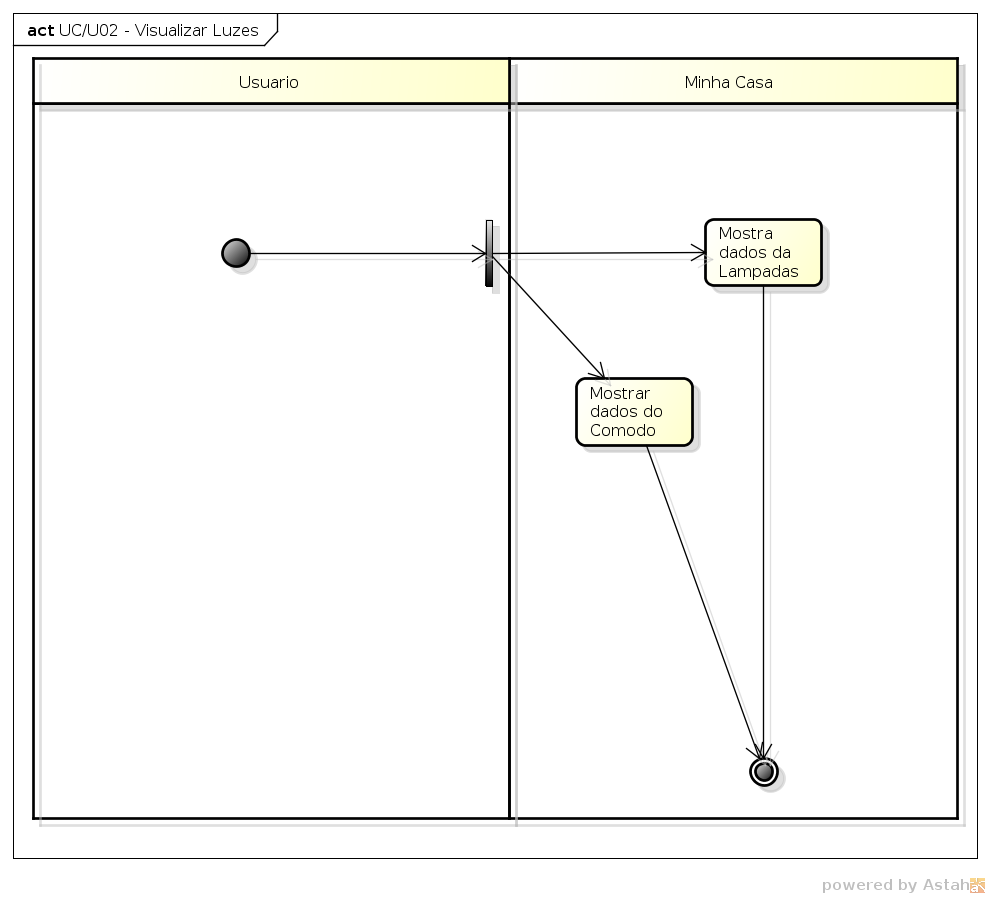 act UC/U02 - Visualizar Luzes
Usuario
Minha Casa
Mostra
dados da
Lampadas
Mostrar
dados do
Comodo
powered by Astah